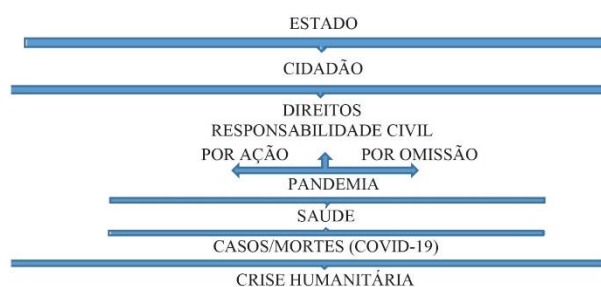 ESTADO
CIDADÃO
DIREITOS
RESPONSABILIDADE CIVIL
POR AÇÃO POR OMISSÃO
PANDEMIA
SAÚDE
CASOS/MORTES (COVID-19)
CRISE HUMANITÁRIA